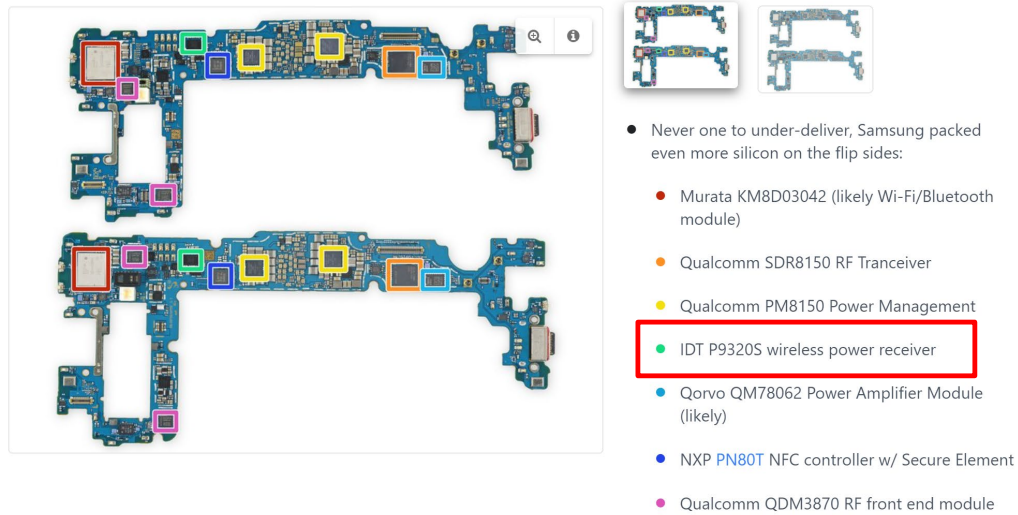 Never one to under-deliver, Samsung packed
even more silicon on the flip sides:
Murata KM8D03042 (likely Wi-Fi/Bluetooth
module)
Qualcomm SDR8150 RF Tranceiver
Qualcomm PM8150 Power Management
IDT P9320S wireless power receiver
Qorvo QM78062 Power Amplifier Module
(likely)
NXP PN80T NFC controller w/ Secure Element
Qualcomm QDM3870 RF front end module